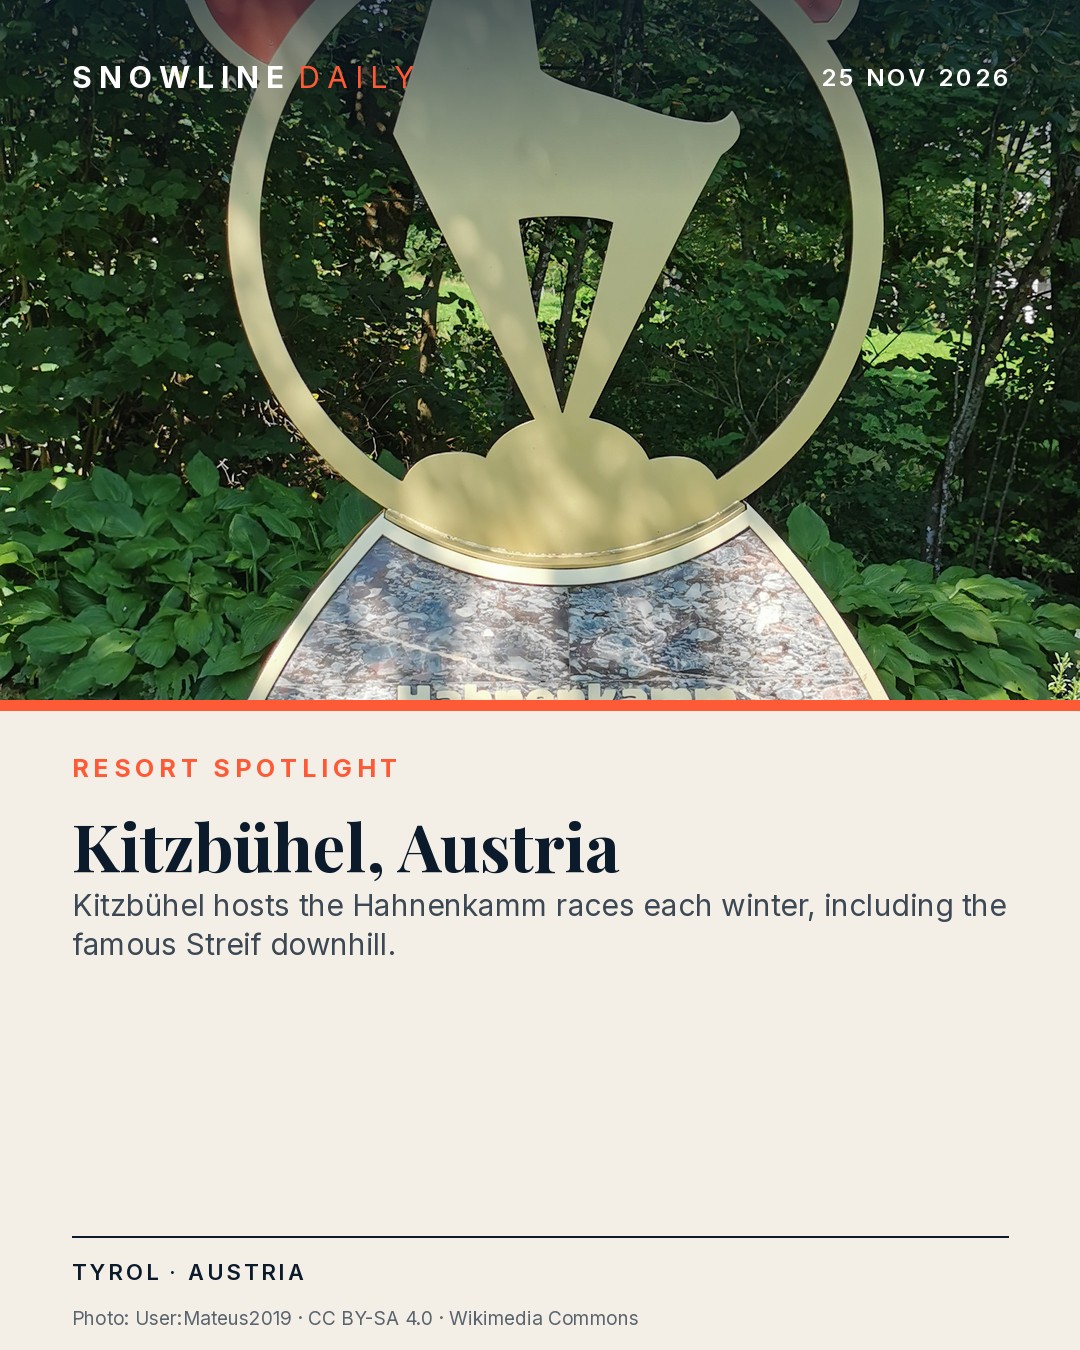 SNOWLINE DAILY
25 NOV 2026
Hahnenkamm
RESORT SPOTLIGHT
Kitzbühel, Austria
Kitzbühel hosts the Hahnenkamm races each winter, including the
famous Streif downhill.
TYROL · AUSTRIA
Photo: User:Mateus2019 · CC BY-SA 4.0 · Wikimedia Commons